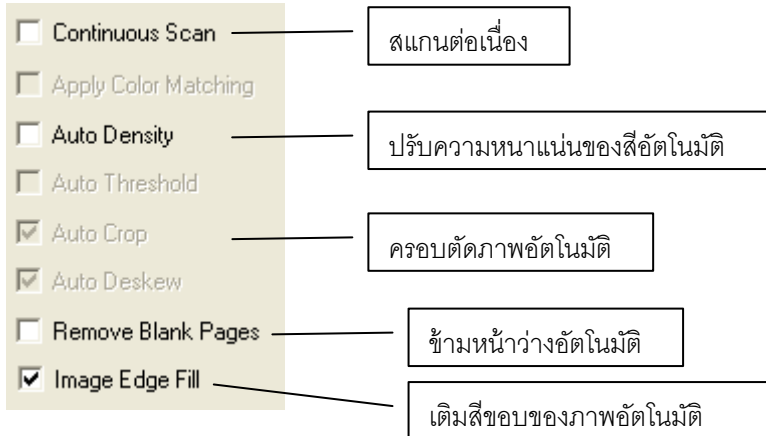 Continuous Scan
สแกนต่อเนื่อง
Apply Color Matching
Auto Density
ปรับความหนาแน่นของสีอัตโนมัติ
Auto Threshold
Auto Crop
ครอบตัดภาพอัตโนมัติ
Auto Deskew
Remove Blank Pages
ข้ามหน้าว่างอัตโนมัติ
Image Edge Fill
เติมสีขอบของภาพอัตโนมัติ